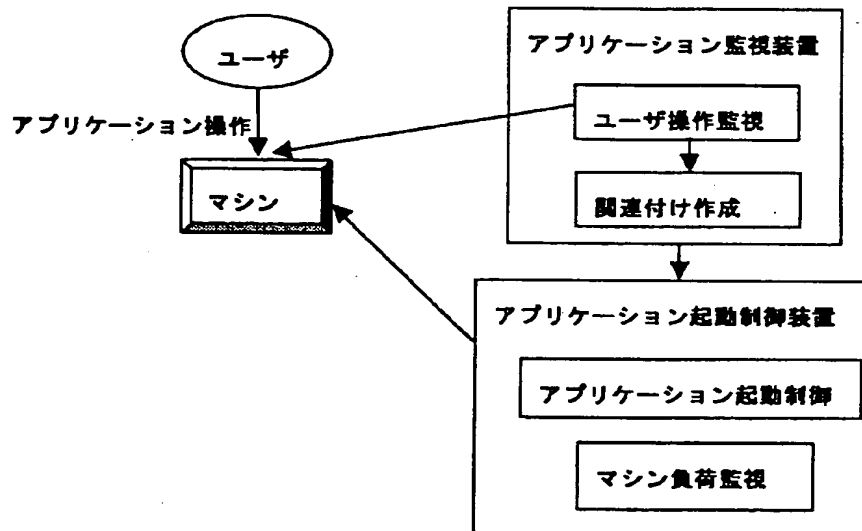 ユーザ
アプリケーション操作
マシン
アプリケーション監視装置
ユーザ操作監視
関連付け作成
アプリケーション起動制御装置
アプリケーション起動制御
マシン負荷監視